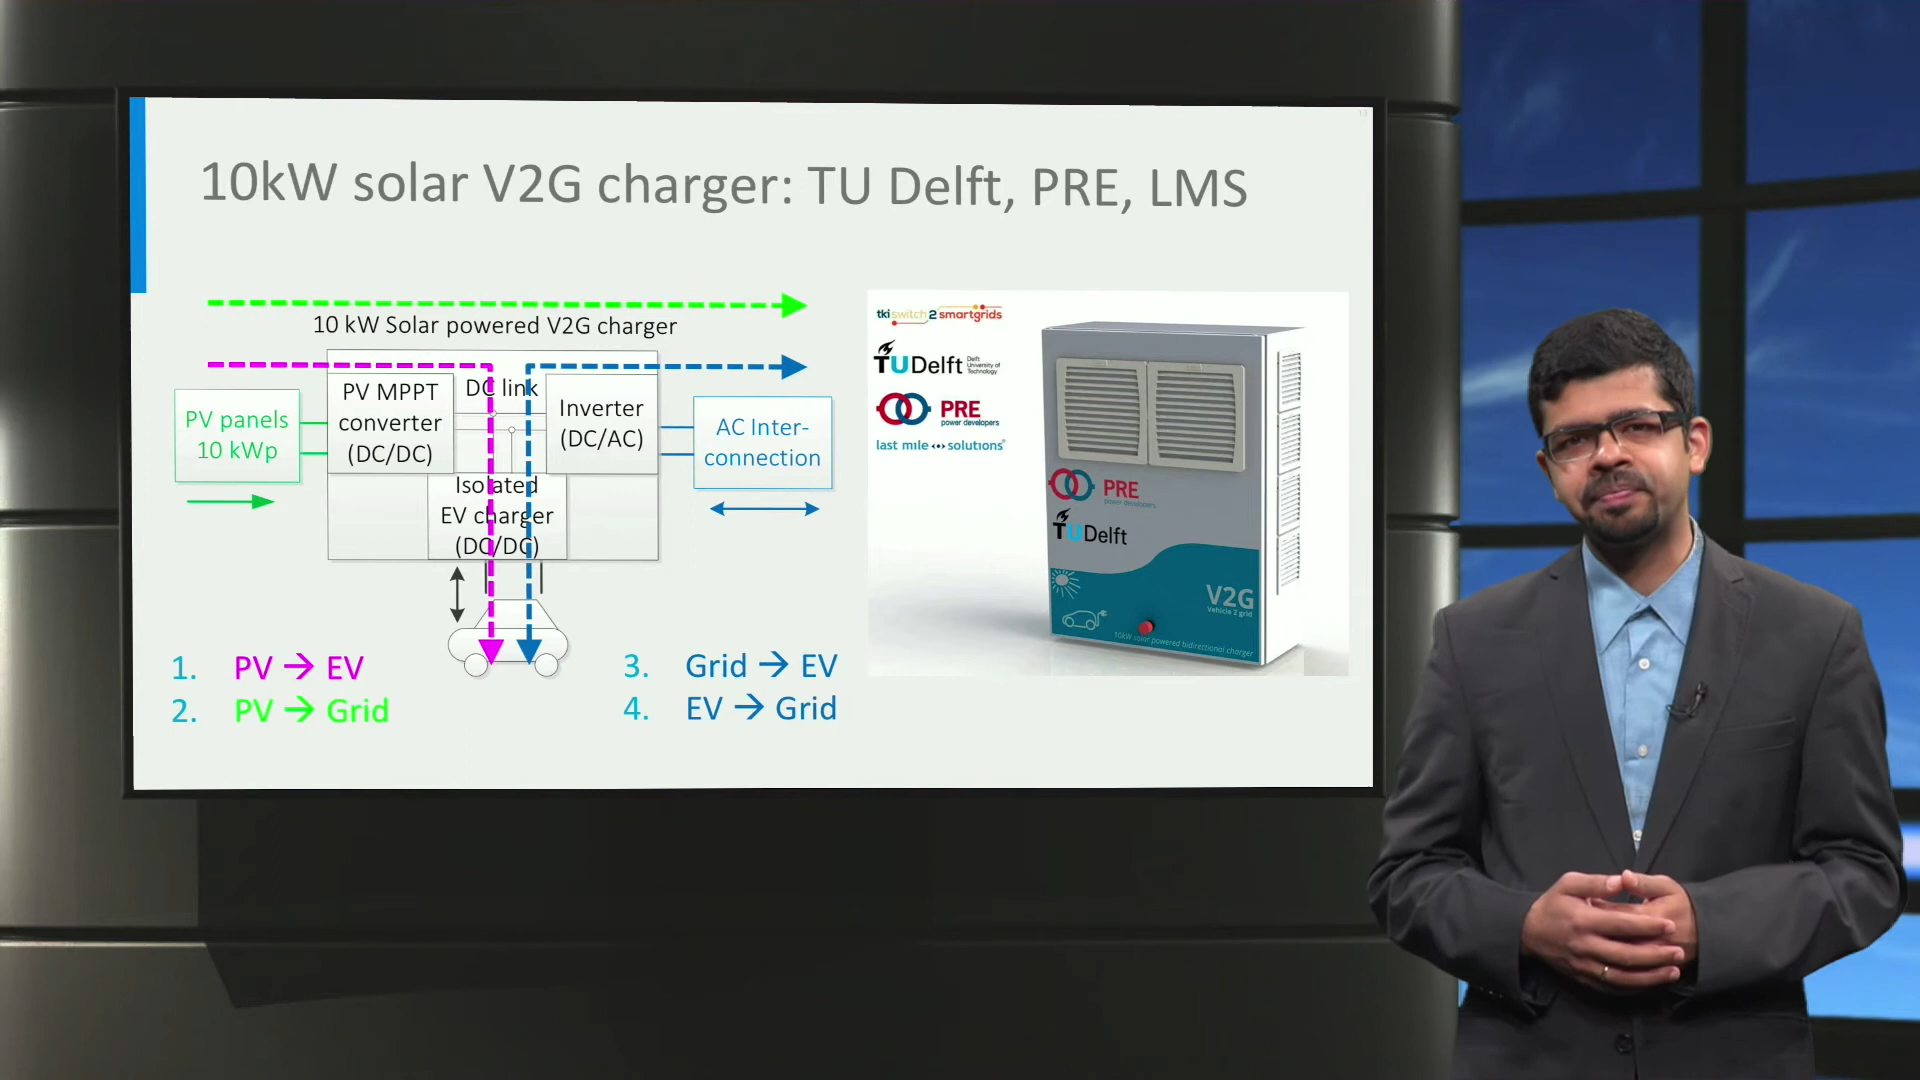 10kW solar V2G charger: TU Delft, PRE, LMS
10 kW Solar powered V2G charger
PV panels
10 kWp
PV MPPT
converter
(DC/DC)
DC link
Inverter
(DC/AC)
AC Inter-
connection
Isolated
EV charger
(DC/DC)
1. PV → EV
2. PV → Grid
3. Grid → EV
4. EV → Grid
tki switch2smartgrids
TUDelft
Delft
University of
Technology
PRE
power developers
last mile solutions
PRE
power developers
TUDelft
V2G
Vehicle 2 grid
10kW solar powered bidirectional charger